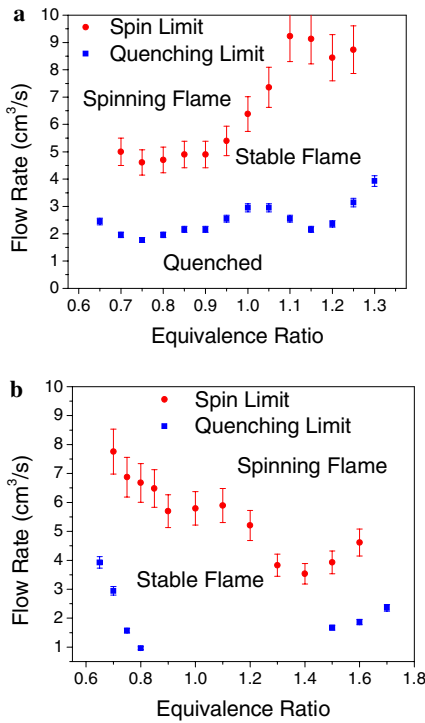 a
Spin Limit
Quenching Limit
Spinning Flame
Stable Flame
Quenched
Flow Rate (cm³/s)
10
9
8
7
6
5
4
3
2
1
0
0.6 0.7 0.8 0.9 1.0 1.1 1.2 1.3
Equivalence Ratio
b
Spin Limit
Quenching Limit
Spinning Flame
Stable Flame
Flow Rate (cm³/s)
10
9
8
7
6
5
4
3
2
1
0.6 0.8 1.0 1.2 1.4 1.6 1.8
Equivalence Ratio